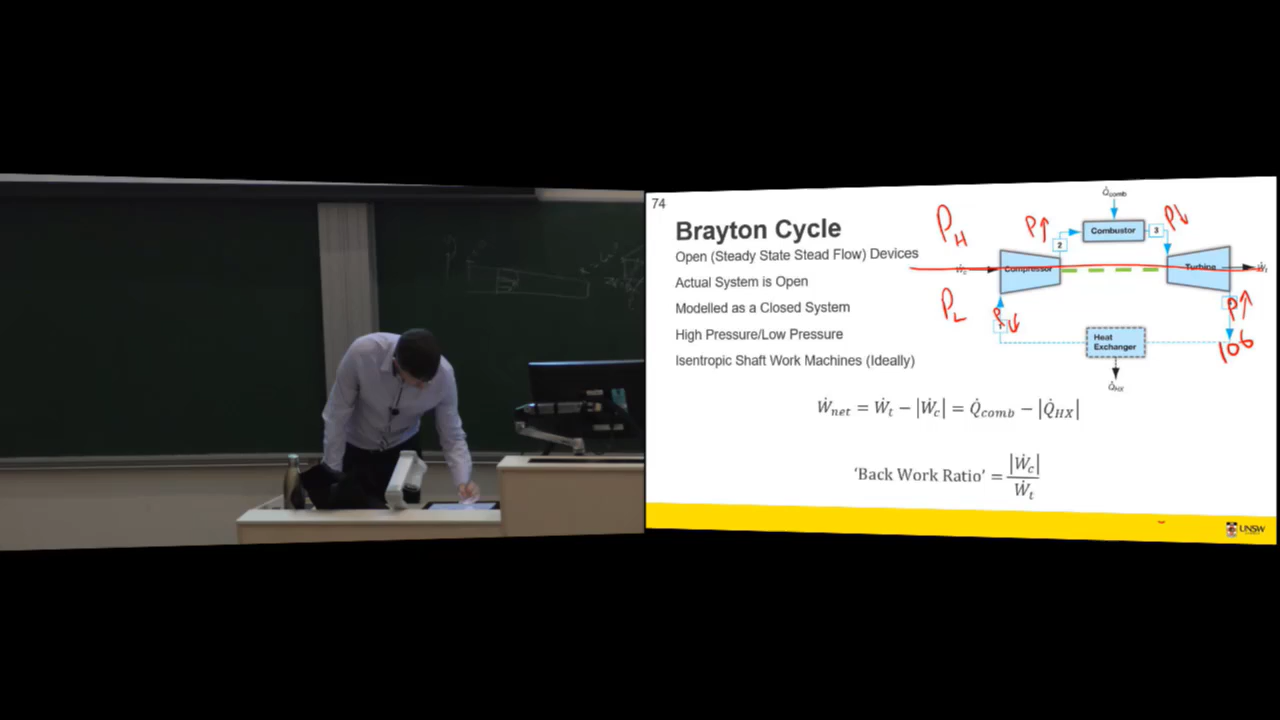 74
Brayton Cycle
Open (Steady State Stead Flow) Devices
Actual System is Open
Modelled as a Closed System
High Pressure/Low Pressure
Isentropic Shaft Work Machines (Ideally)
Q̇comb
P_H
P↑
P↓
2
Combustor
3
Compressor
Turbine
P_L
P↓
P↑
106
Heat
Exchanger
Q̇HX
Ẇnet = Ẇt − |Ẇc| = Q̇comb − |Q̇HX|
'Back Work Ratio' = |Ẇc| / Ẇt
UNSW